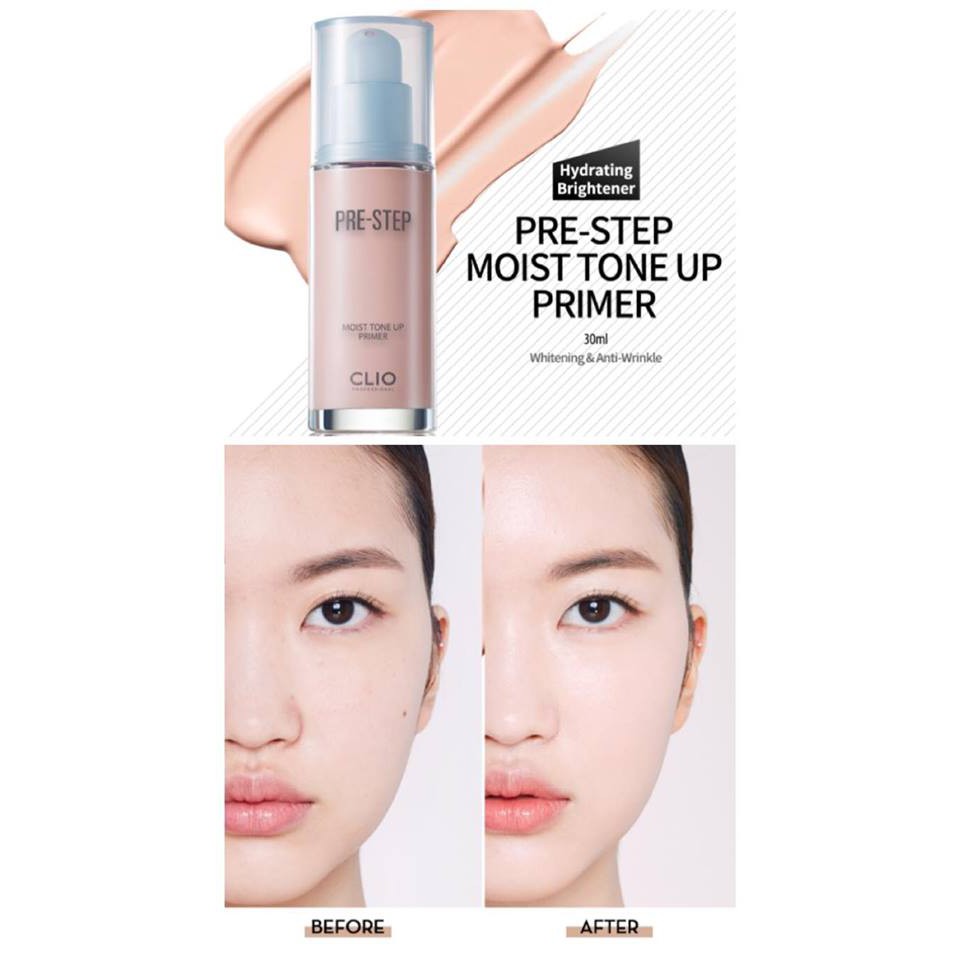 PRE-STEP
MOIST TONE UP
PRIMER
CLIO
PROFESSIONAL
Hydrating
Brightener
PRE-STEP
MOIST TONE UP
PRIMER
30ml
Whitening & Anti-Wrinkle
BEFORE
AFTER